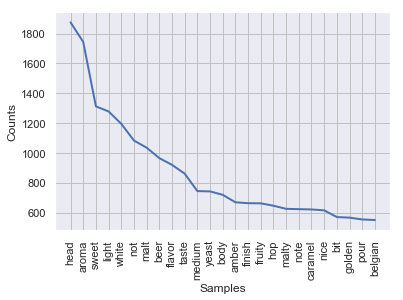 1800
1600
1400
1200
1000
800
600
Counts
head
aroma
sweet
light
white
not
malt
beer
flavor
taste
medium
yeast
body
amber
finish
fruity
hop
malty
note
caramel
nice
bit
golden
pour
belgian
Samples